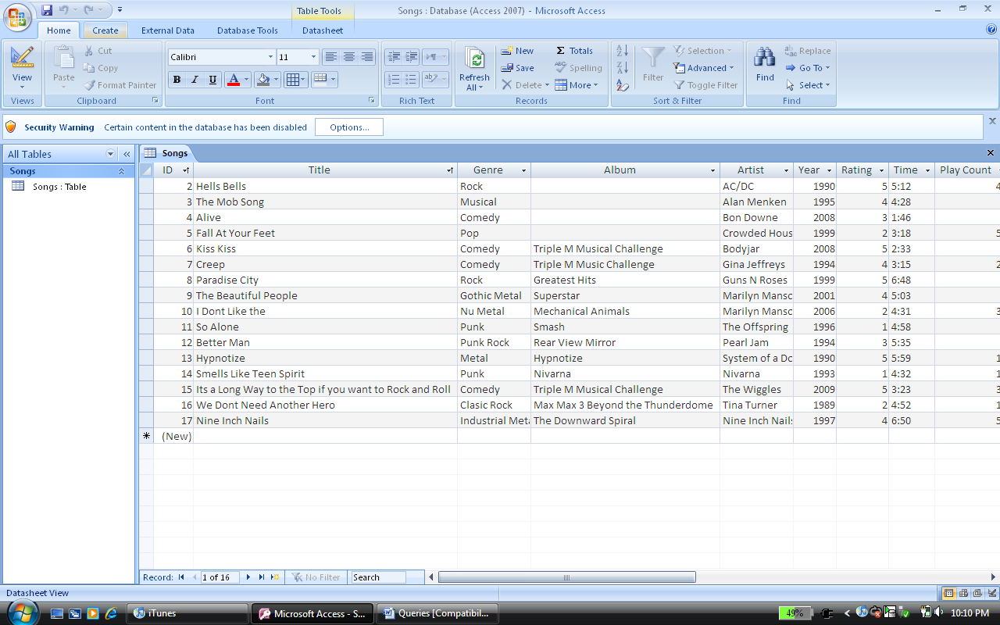 Table Tools Songs : Database (Access 2007) - Microsoft Access
Home Create External Data Database Tools Datasheet
View Paste Cut Copy Format Painter Calibri 11 B I U A Refresh All New Save Delete Totals Spelling More Filter Selection Advanced Toggle Filter Find Replace Go To Select
Views Clipboard Font Rich Text Records Sort & Filter Find
Security Warning Certain content in the database has been disabled Options...
All Tables Songs
Songs ID Title Genre Album Artist Year Rating Time Play Count
Songs : Table 2 Hells Bells Rock AC/DC 1990 5 5:12 4
3 The Mob Song Musical Alan Menken 1995 4 4:28
4 Alive Comedy Bon Downe 2008 3 1:46
5 Fall At Your Feet Pop Crowded Hous 1999 2 3:18 5
6 Kiss Kiss Comedy Triple M Musical Challenge Bodyjar 2008 5 2:33
7 Creep Comedy Triple M Music Challenge Gina Jeffreys 1994 4 3:15 2
8 Paradise City Rock Greatest Hits Guns N Roses 1999 5 6:48
9 The Beautiful People Gothic Metal Superstar Marilyn Mansc 2001 4 5:03
10 I Dont Like the Nu Metal Mechanical Animals Marilyn Mansc 2006 2 4:31 3
11 So Alone Punk Smash The Offspring 1996 1 4:58
12 Better Man Punk Rock Rear View Mirror Pearl Jam 1994 3 5:35
13 Hypnotize Metal Hypnotize System of a Dc 1990 5 5:59 1
14 Smells Like Teen Spirit Punk Nivarna Nivarna 1993 1 4:32 1
15 Its a Long Way to the Top if you want to Rock and Roll Comedy Triple M Musical Challenge The Wiggles 2009 5 3:23 3
16 We Dont Need Another Hero Clasic Rock Max Max 3 Beyond the Thunderdome Tina Turner 1989 2 4:52 1
17 Nine Inch Nails Industrial Meta The Downward Spiral Nine Inch Nails 1997 4 6:50 5
(New)
Record: 1 of 16 No Filter Search
Datasheet View
iTunes Microsoft Access - S... Queries [Compatibil... 49% 10:10 PM